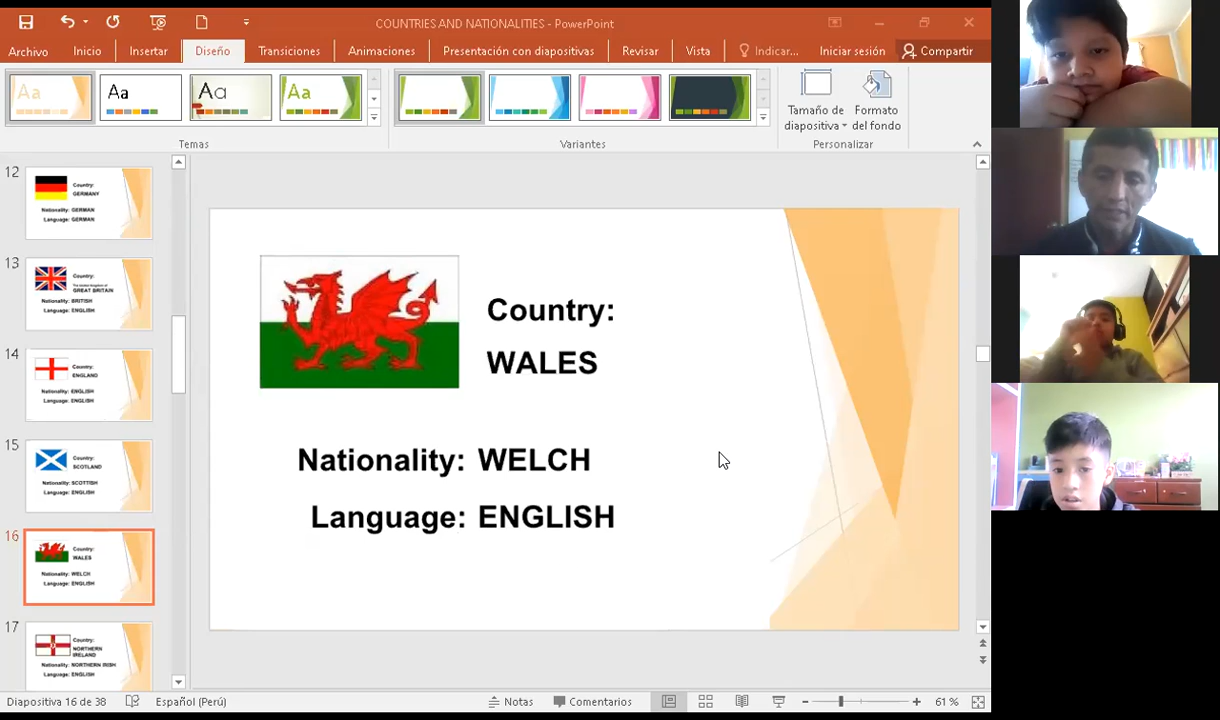 COUNTRIES AND NATIONALITIES - PowerPoint
Archivo Inicio Insertar Diseño Transiciones Animaciones Presentación con diapositivas Revisar Vista Indicar... Iniciar sesión Compartir
Aa Aa Aa Aa
Tamaño de diapositiva
Formato del fondo
Temas Variantes Personalizar
12
Country:
GERMANY
Nationality: GERMAN
Language: GERMAN
13
Country:
GREAT BRITAIN
Nationality: BRITISH
Language: ENGLISH
14
Country:
ENGLAND
Nationality: ENGLISH
Language: ENGLISH
15
Country:
SCOTLAND
Nationality: SCOTTISH
Language: ENGLISH
16
Country:
WALES
Nationality: WELCH
Language: ENGLISH
17
Country:
NORTHERN
IRELAND
Nationality: NORTHERN IRISH
Language: ENGLISH
Country:
WALES
Nationality: WELCH
Language: ENGLISH
Diapositiva 16 de 38 Español (Perú) Notas Comentarios 61 %